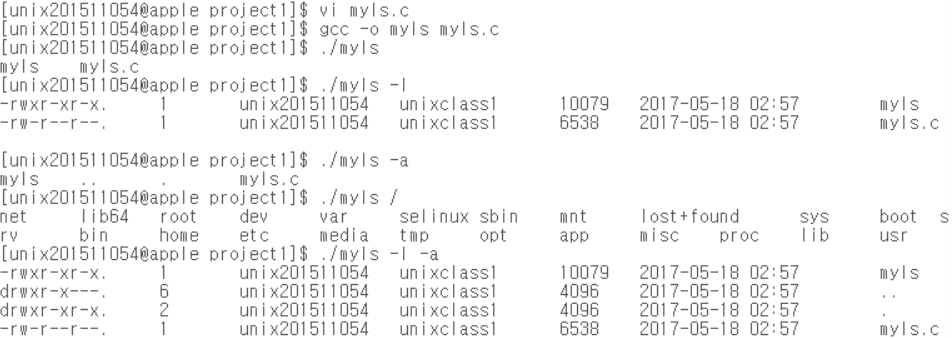 [unix201511054@apple project1]$ vi myls.c
[unix201511054@apple project1]$ gcc -o myls myls.c
[unix201511054@apple project1]$ ./myls
myls    myls.c
[unix201511054@apple project1]$ ./myls -l
-rwxr-xr-x.    1    unix201511054    unixclass1    10079    2017-05-18 02:57    myls
-rw-r--r--.    1    unix201511054    unixclass1    6538    2017-05-18 02:57    myls.c
[unix201511054@apple project1]$ ./myls -a
myls    ..    .    myls.c
[unix201511054@apple project1]$ ./myls /
net    lib64    root    dev    var    selinux sbin    mnt    lost+found    sys    boot    s
rv    bin    home    etc    media    tmp    opt    app    misc    proc    lib    usr
[unix201511054@apple project1]$ ./myls -l -a
-rwxr-xr-x.    1    unix201511054    unixclass1    10079    2017-05-18 02:57    myls
drwxr-x---.    6    unix201511054    unixclass1    4096    2017-05-18 02:57    ..
drwxr-xr-x.    2    unix201511054    unixclass1    4096    2017-05-18 02:57    .
-rw-r--r--.    1    unix201511054    unixclass1    6538    2017-05-18 02:57    myls.c